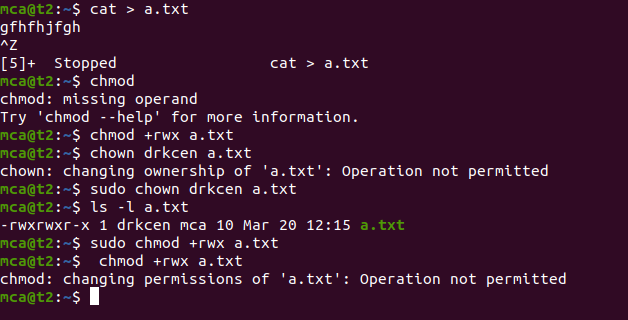 mca@t2:~$ cat > a.txt
gfhfhjfgh
^Z
[5]+  Stopped                 cat > a.txt
mca@t2:~$ chmod
chmod: missing operand
Try 'chmod --help' for more information.
mca@t2:~$ chmod +rwx a.txt
mca@t2:~$ chown drkcen a.txt
chown: changing ownership of 'a.txt': Operation not permitted
mca@t2:~$ sudo chown drkcen a.txt
mca@t2:~$ ls -l a.txt
-rwxrwxr-x 1 drkcen mca 10 Mar 20 12:15 a.txt
mca@t2:~$ sudo chmod +rwx a.txt
mca@t2:~$  chmod +rwx a.txt
chmod: changing permissions of 'a.txt': Operation not permitted
mca@t2:~$